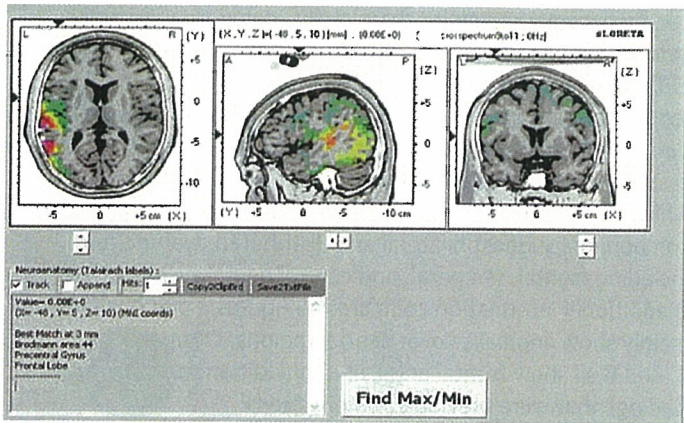 L R (Y) (X,Y,Z)=(-48, 5, 10)[mm] ; (0.00E+0) sLORETA
A P (Z) L R (Z)
+5 +5 +5
0 0 0
-5 -5 -5
-10
-5 0 +5 cm (X) (Y) +5 0 -5 -10 cm -5 0 +5 cm (X)
Neuroanatomy (Talairach labels) :
Track Append Hits: 1 Copy2ClipBrd Save2TxtFile
Value= 0.00E+0
(X= -48 , Y= 5 , Z= 10) (MNI coords)
Best Match at 3 mm
Brodmann area 44
Precentral Gyrus
Frontal Lobe
-------------
Find Max/Min